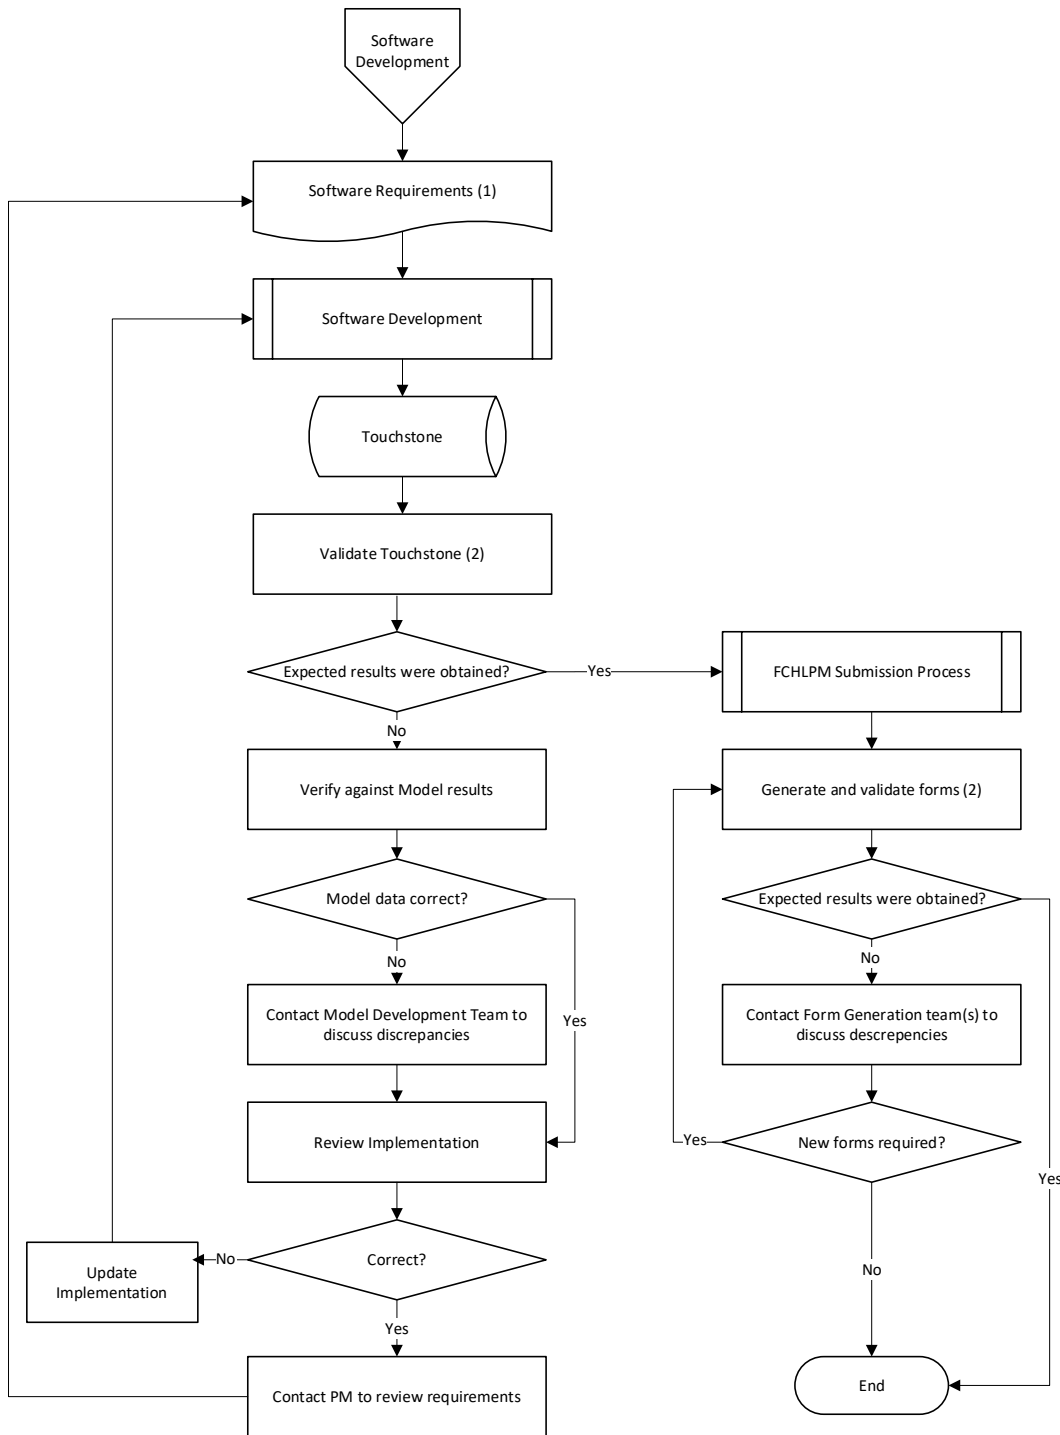 Software
Development
Software Requirements (1)
Software Development
Touchstone
Validate Touchstone (2)
Expected results were obtained?
Yes
FCHLPM Submission Process
No
Verify against Model results
Generate and validate forms (2)
Model data correct?
Expected results were obtained?
No
No
Contact Model Development Team to
discuss discrepancies
Yes
Contact Form Generation team(s) to
discuss descrepencies
Review Implementation
Yes
New forms required?
Yes
Update
Implementation
No
Correct?
No
Yes
Contact PM to review requirements
End